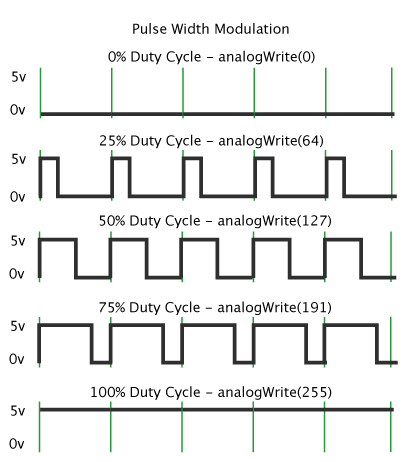 Pulse Width Modulation
0% Duty Cycle – analogWrite(0)
5v
0v
25% Duty Cycle – analogWrite(64)
5v
0v
50% Duty Cycle – analogWrite(127)
5v
0v
75% Duty Cycle – analogWrite(191)
5v
0v
100% Duty Cycle – analogWrite(255)
5v
0v